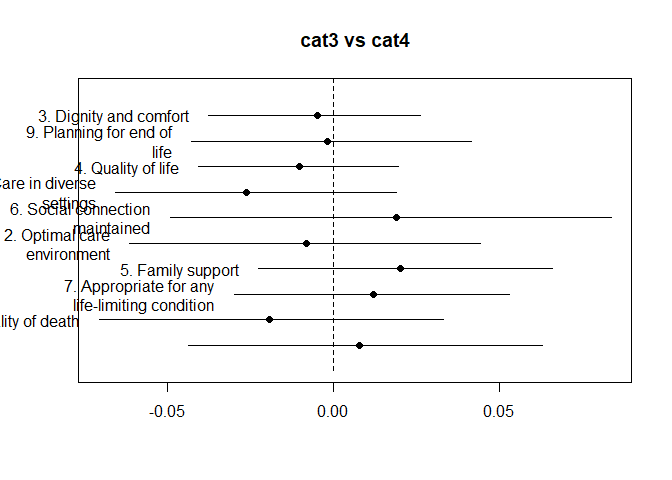 cat3 vs cat4
3. Dignity and comfort
9. Planning for end of
life
4. Quality of life
Care in diverse
settings
6. Social connection
maintained
2. Optimal care
environment
5. Family support
7. Appropriate for any
life-limiting condition
lity of death
-0.05 0.00 0.05